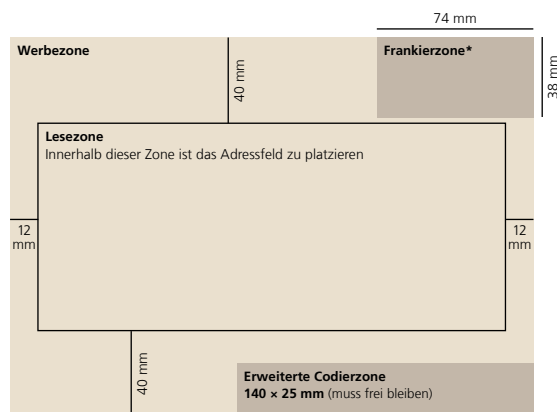 74 mm
Werbezone
Frankierzone*
40 mm
38 mm
Lesezone
Innerhalb dieser Zone ist das Adressfeld zu platzieren
12
mm
12
mm
40 mm
Erweiterte Codierzone
140 × 25 mm (muss frei bleiben)